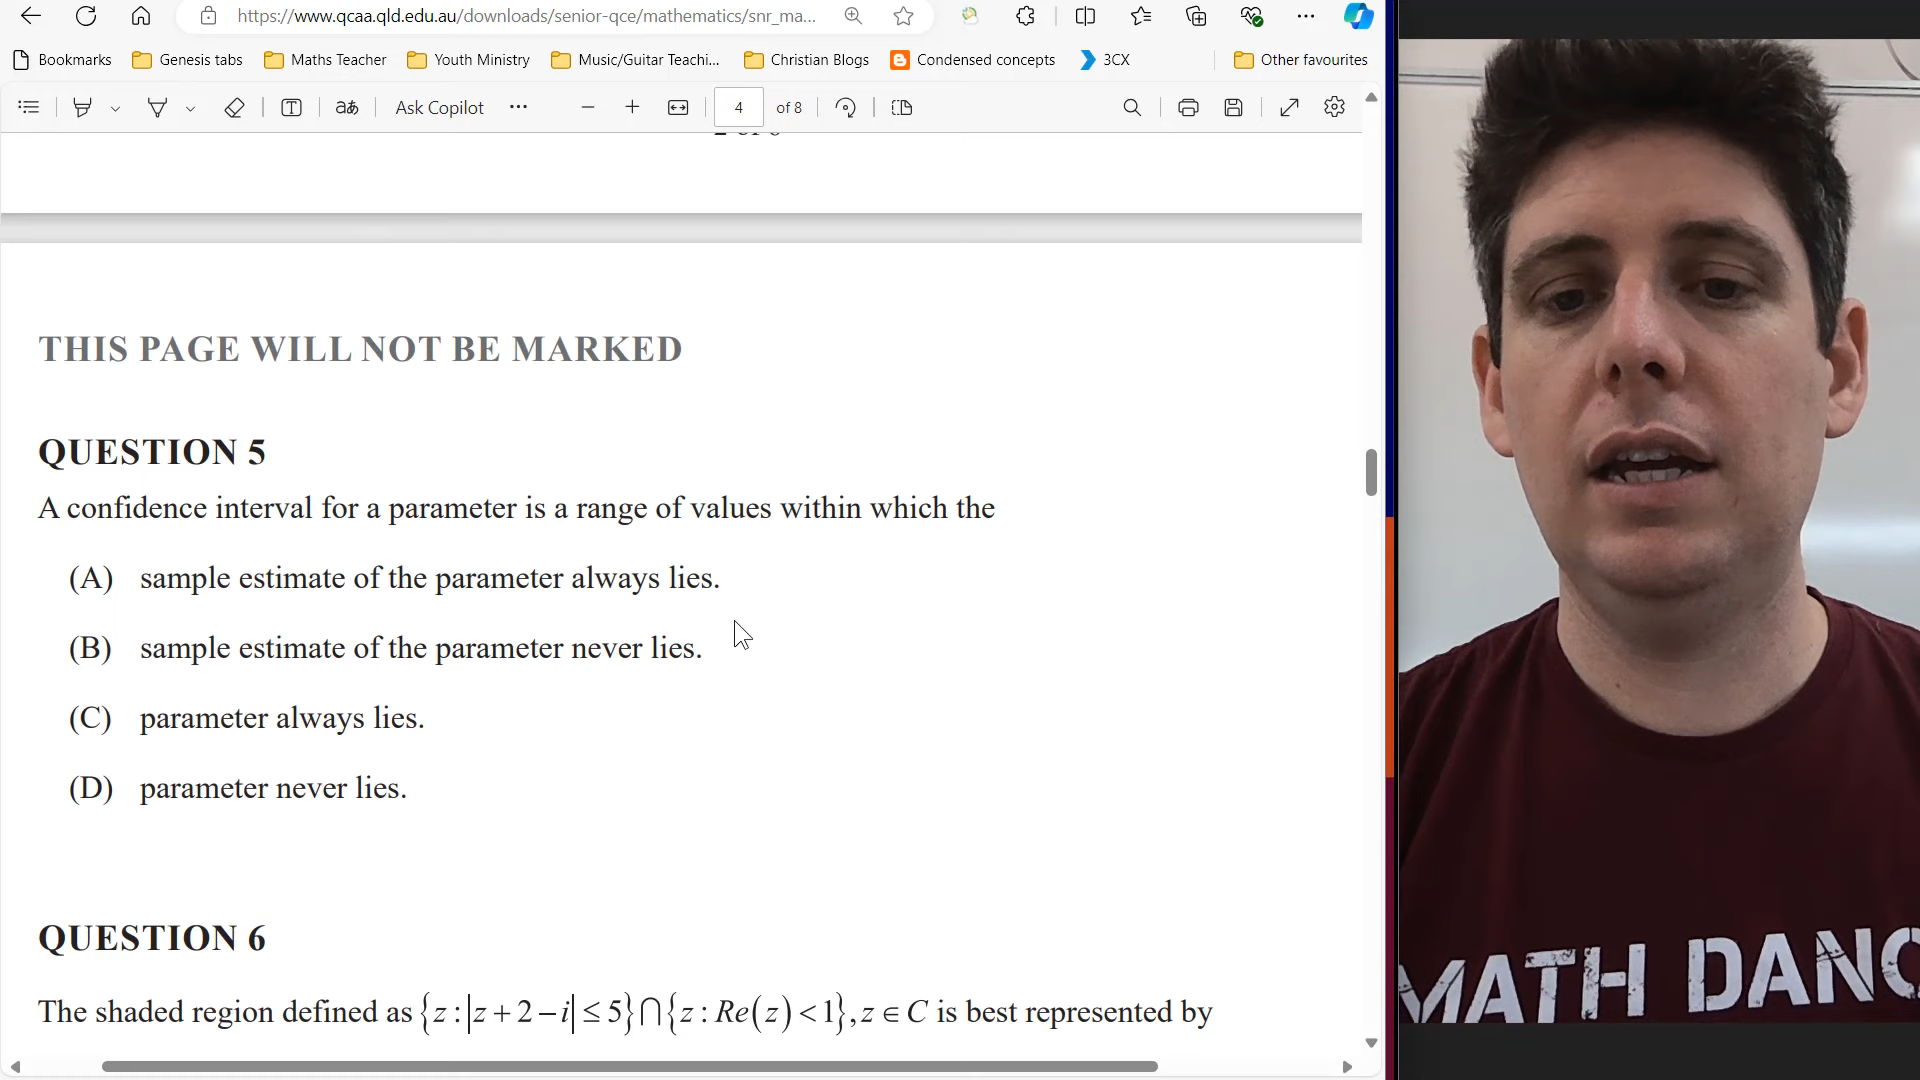 https://www.qcaa.qld.edu.au/downloads/senior-qce/mathematics/snr_ma...
Bookmarks Genesis tabs Maths Teacher Youth Ministry Music/Guitar Teachi... Christian Blogs Condensed concepts 3CX Other favourites
aあ Ask Copilot 4 of 8
THIS PAGE WILL NOT BE MARKED
QUESTION 5
A confidence interval for a parameter is a range of values within which the
(A) sample estimate of the parameter always lies.
(B) sample estimate of the parameter never lies.
(C) parameter always lies.
(D) parameter never lies.
QUESTION 6
The shaded region defined as {z : |z + 2 − i| ≤ 5} ⋂ {z : Re(z) < 1}, z ∈ C is best represented by
MATH DANC